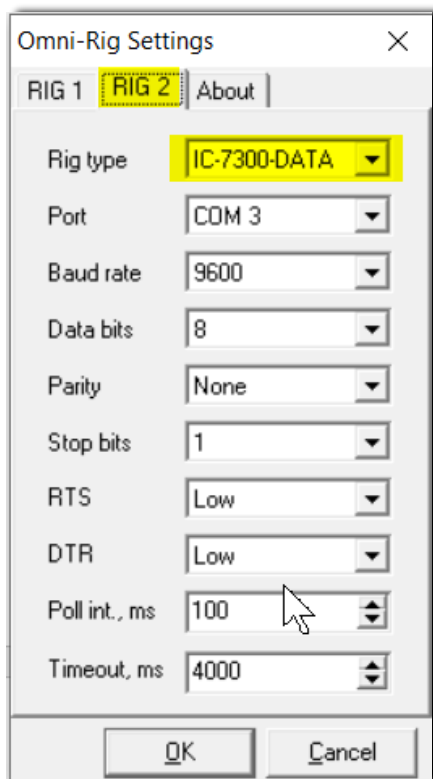 Omni-Rig Settings
RIG 1 RIG 2 About
Rig type IC-7300-DATA
Port COM 3
Baud rate 9600
Data bits 8
Parity None
Stop bits 1
RTS Low
DTR Low
Poll int., ms 100
Timeout, ms 4000
OK Cancel